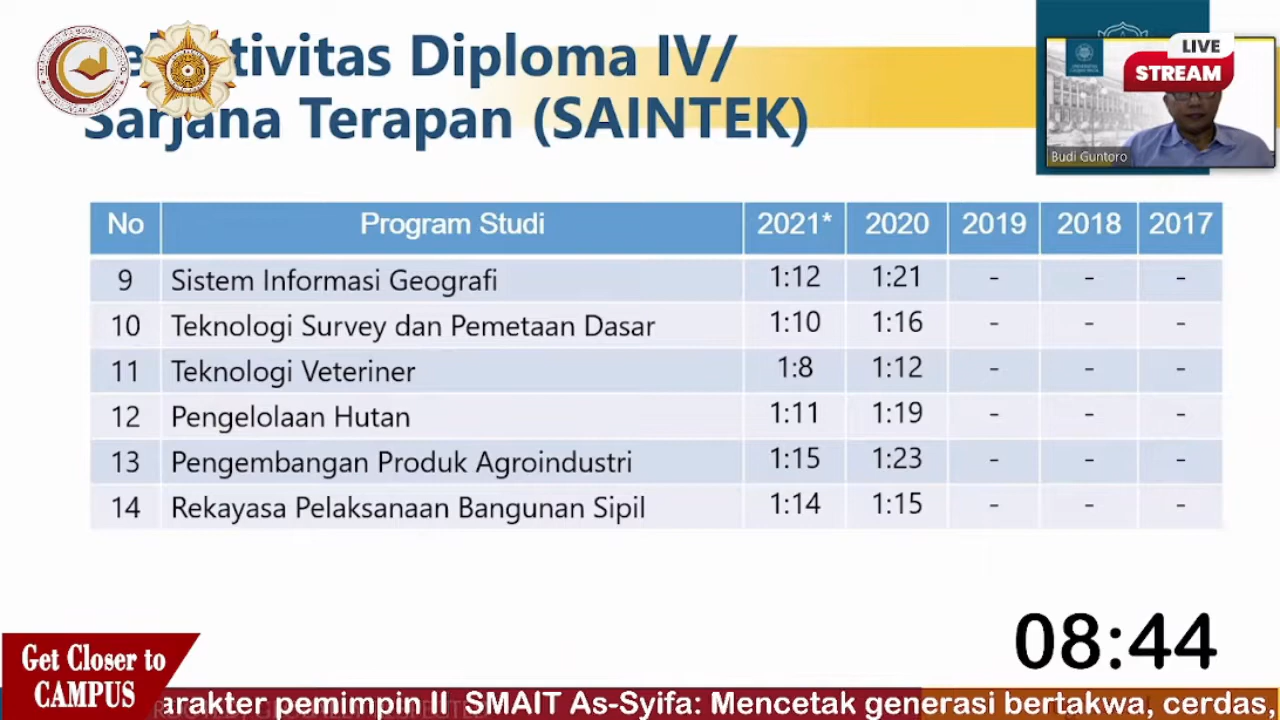 Diploma IV/
Sarjana Terapan (SAINTEK)
LIVE
STREAM
Budi Guntoro
No Program Studi 2021* 2020 2019 2018 2017
9 Sistem Informasi Geografi 1:12 1:21 - - -
10 Teknologi Survey dan Pemetaan Dasar 1:10 1:16 - - -
11 Teknologi Veteriner 1:8 1:12 - - -
12 Pengelolaan Hutan 1:11 1:19 - - -
13 Pengembangan Produk Agroindustri 1:15 1:23 - - -
14 Rekayasa Pelaksanaan Bangunan Sipil 1:14 1:15 - - -
08:44
Get Closer to
CAMPUS
arakter pemimpin II SMAIT As-Syifa: Mencetak generasi bertakwa, cerdas,